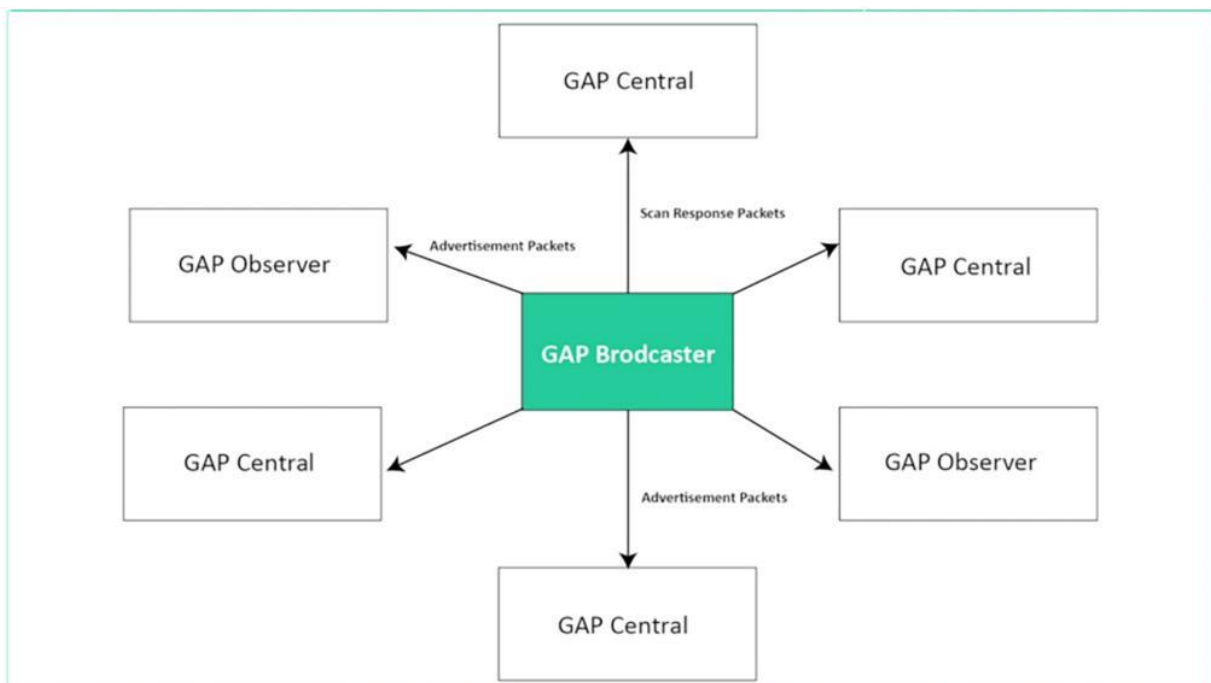 GAP Central
Scan Response Packets
Advertisement Packets
GAP Observer
GAP Central
GAP Brodcaster
GAP Central
GAP Observer
Advertisement Packets
GAP Central